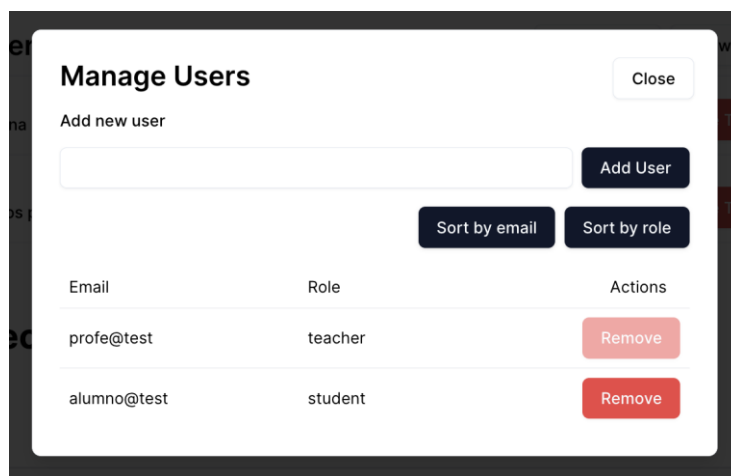 Manage Users
Close
Add new user
Add User
Sort by email Sort by role
Email Role Actions
profe@test teacher Remove
alumno@test student Remove